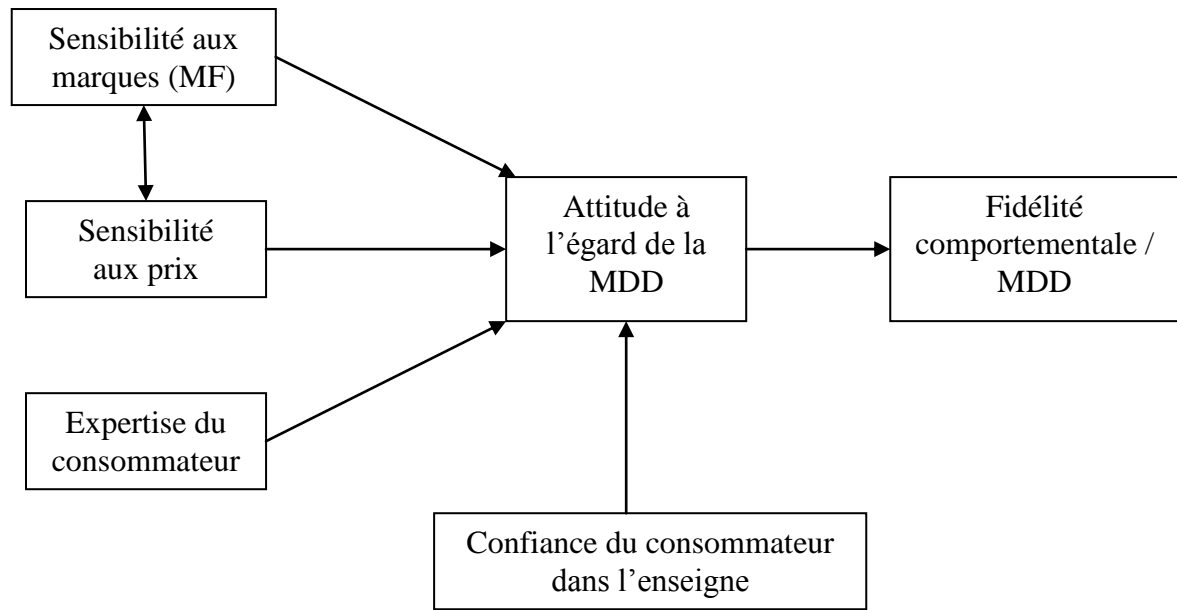 Sensibilité aux
marques (MF)
Sensibilité
aux prix
Attitude à
l’égard de la
MDD
Fidélité
comportementale /
MDD
Expertise du
consommateur
Confiance du consommateur
dans l’enseigne